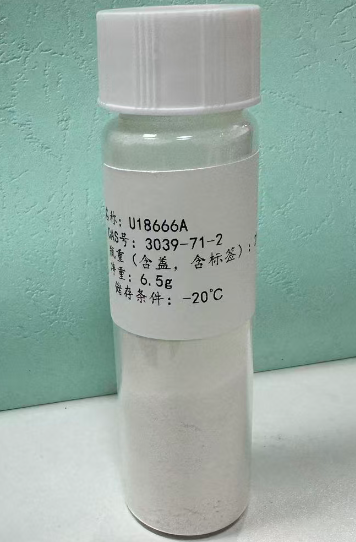 名称: U18666A
CAS号: 3039-71-2
瓶重 (含盖, 含标签):
净重: 6.5g
储存条件: -20℃